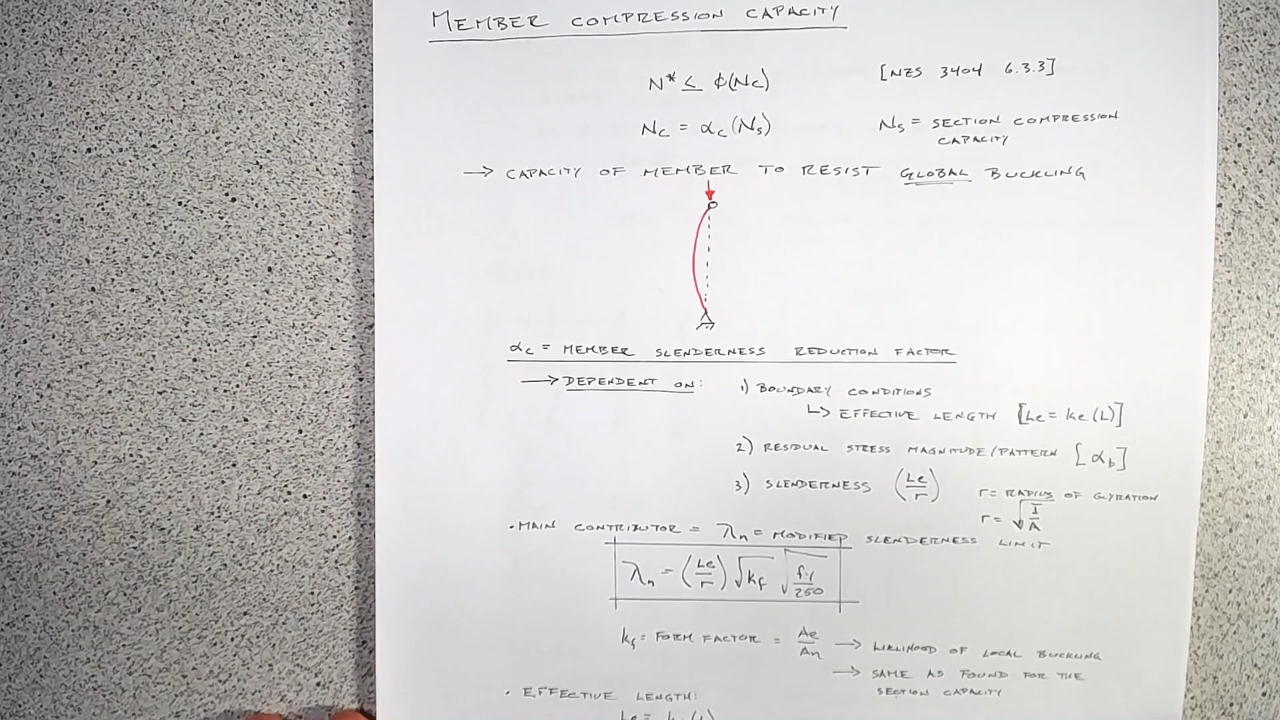 MEMBER COMPRESSION CAPACITY
N* ≤ φ(Nc) [NZS 3404 6.3.3]
Nc = αc(Ns) Ns = SECTION COMPRESSION
CAPACITY
→ CAPACITY OF MEMBER TO RESIST GLOBAL BUCKLING
αc = MEMBER SLENDERNESS REDUCTION FACTOR
→ DEPENDENT ON: 1) BOUNDARY CONDITIONS
↳ EFFECTIVE LENGTH [Le = ke(L)]
2) RESIDUAL STRESS MAGNITUDE/PATTERN [αb]
3) SLENDERNESS (Le/r) r = RADIUS OF GYRATION
r = √(I/A)
• MAIN CONTRIBUTOR = λn = MODIFIED SLENDERNESS LIMIT
λn = (Le/r) √kf √(fy/250)
kf = FORM FACTOR = Ae/An → LIKLIHOOD OF LOCAL BUCKLING
→ SAME AS FOUND FOR THE
SECTION CAPACITY
• EFFECTIVE LENGTH: